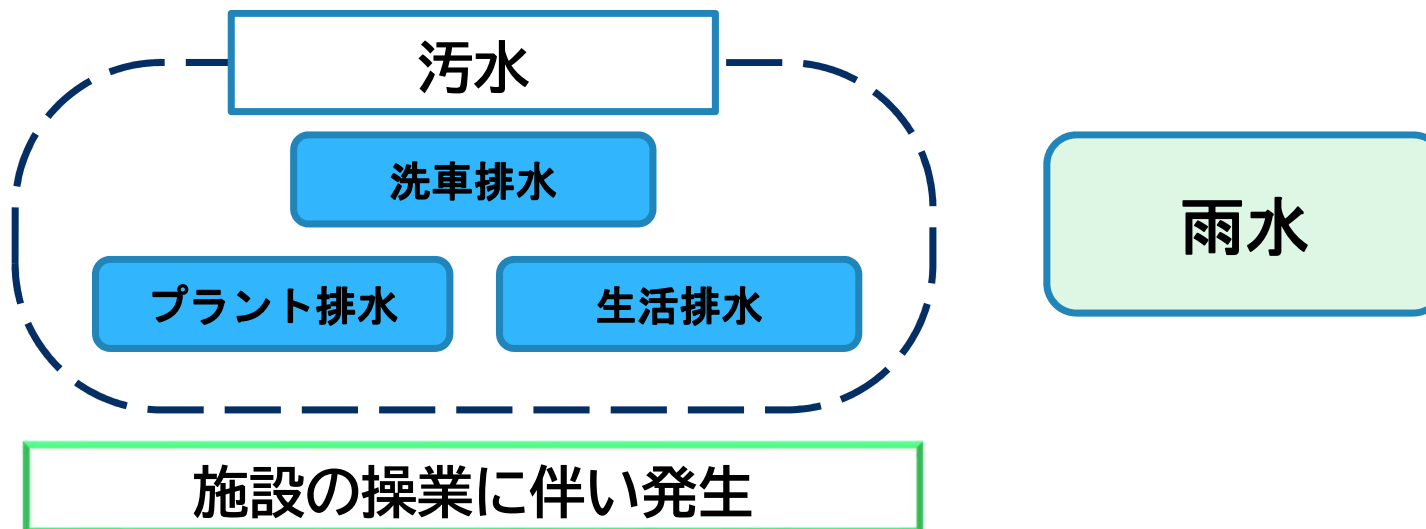 汚水
洗車排水
プラント排水
生活排水
雨水
施設の操業に伴い発生